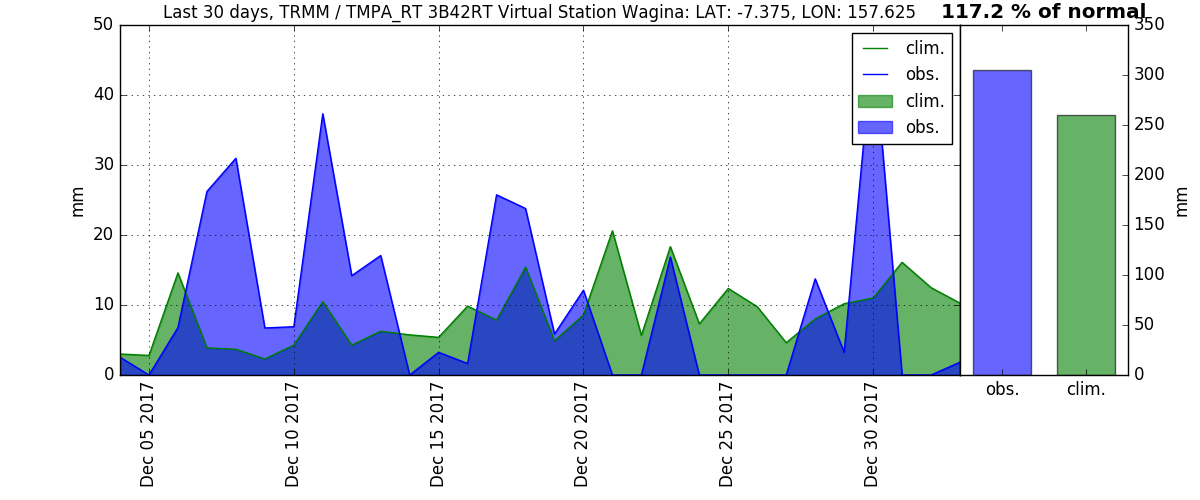 Last 30 days, TRMM / TMPA_RT 3B42RT Virtual Station Wagina: LAT: -7.375, LON: 157.625
117.2 % of normal
50
40
30
20
10
0
mm
clim.
obs.
clim.
obs.
350
300
250
200
150
100
50
0
mm
Dec 05 2017
Dec 10 2017
Dec 15 2017
Dec 20 2017
Dec 25 2017
Dec 30 2017
obs.
clim.